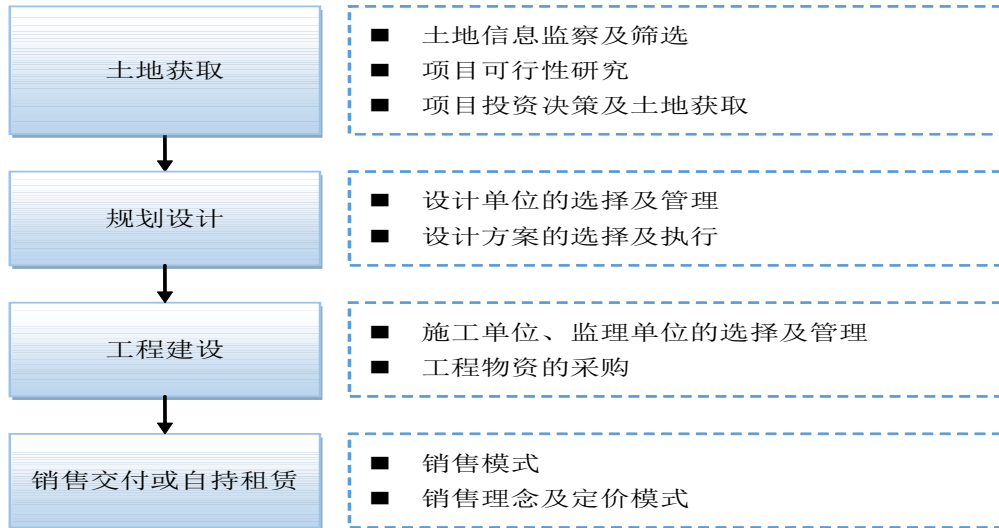 土地获取
■ 土地信息监察及筛选
■ 项目可行性研究
■ 项目投资决策及土地获取
规划设计
■ 设计单位的选择及管理
■ 设计方案的选择及执行
工程建设
■ 施工单位、监理单位的选择及管理
■ 工程物资的采购
销售交付或自持租赁
■ 销售模式
■ 销售理念及定价模式